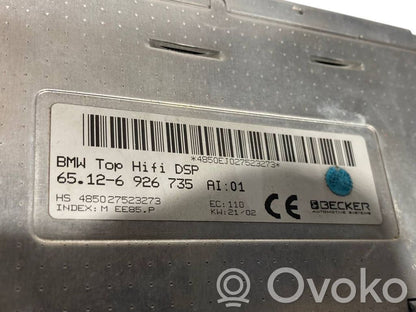 *4850EJ027523273*
BMW Top Hifi DSP
65.12-6 926 735 AI:01
HS 485027523273 EC:110
INDEX: M EE85.P KW:21/02
CE
BECKER
AUTOMOTIVE SYSTEMS
Ovoko